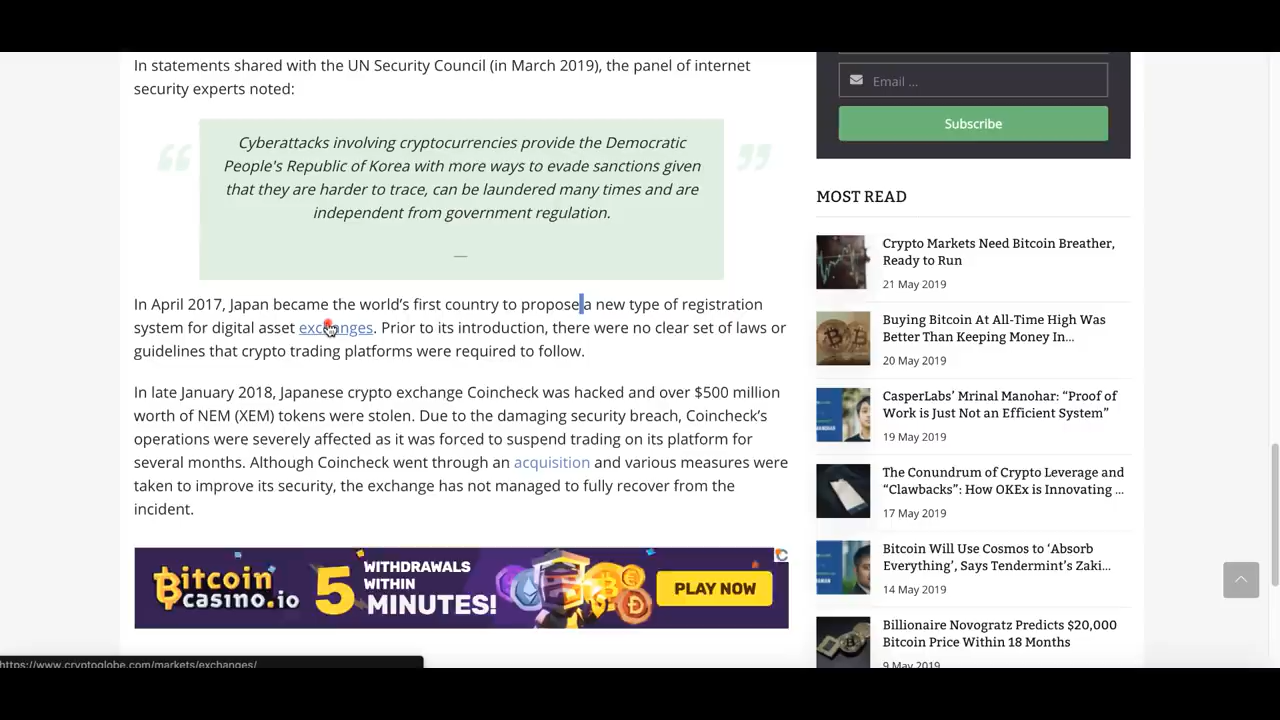 In statements shared with the UN Security Council (in March 2019), the panel of internet
security experts noted:
“
Cyberattacks involving cryptocurrencies provide the Democratic
People's Republic of Korea with more ways to evade sanctions given
that they are harder to trace, can be laundered many times and are
independent from government regulation.
”
—
In April 2017, Japan became the world’s first country to propose a new type of registration
system for digital asset exchanges. Prior to its introduction, there were no clear set of laws or
guidelines that crypto trading platforms were required to follow.
In late January 2018, Japanese crypto exchange Coincheck was hacked and over $500 million
worth of NEM (XEM) tokens were stolen. Due to the damaging security breach, Coincheck’s
operations were severely affected as it was forced to suspend trading on its platform for
several months. Although Coincheck went through an acquisition and various measures were
taken to improve its security, the exchange has not managed to fully recover from the
incident.
Bitcoin
casino.io
5
WITHDRAWALS
WITHIN
MINUTES!
PLAY NOW
https://www.cryptoglobe.com/markets/exchanges/
Email ...
Subscribe
MOST READ
Crypto Markets Need Bitcoin Breather,
Ready to Run
21 May 2019
Buying Bitcoin At All-Time High Was
Better Than Keeping Money In...
20 May 2019
CasperLabs’ Mrinal Manohar: “Proof of
Work is Just Not an Efficient System”
19 May 2019
The Conundrum of Crypto Leverage and
“Clawbacks”: How OKEx is Innovating ...
17 May 2019
Bitcoin Will Use Cosmos to ‘Absorb
Everything’, Says Tendermint’s Zaki...
14 May 2019
Billionaire Novogratz Predicts $20,000
Bitcoin Price Within 18 Months
9 May 2019